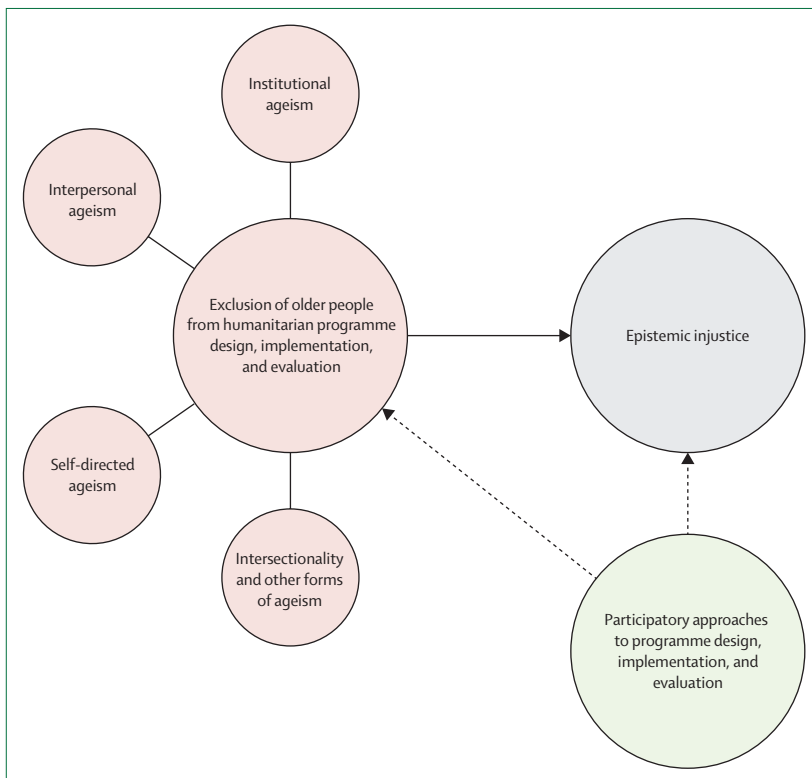 Institutional
ageism
Interpersonal
ageism
Exclusion of older people
from humanitarian programme
design, implementation,
and evaluation
Epistemic injustice
Self-directed
ageism
Intersectionality
and other forms
of ageism
Participatory approaches
to programme design,
implementation, and
evaluation